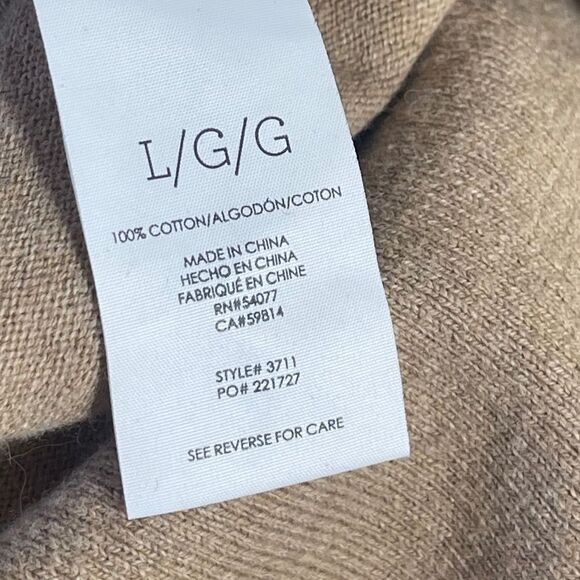 L/G/G
100% COTTON/ALGODÓN/COTON
MADE IN CHINA
HECHO EN CHINA
FABRIQUÉ EN CHINE
RN#54077
CA#59814
STYLE# 3711
PO# 221727
SEE REVERSE FOR CARE